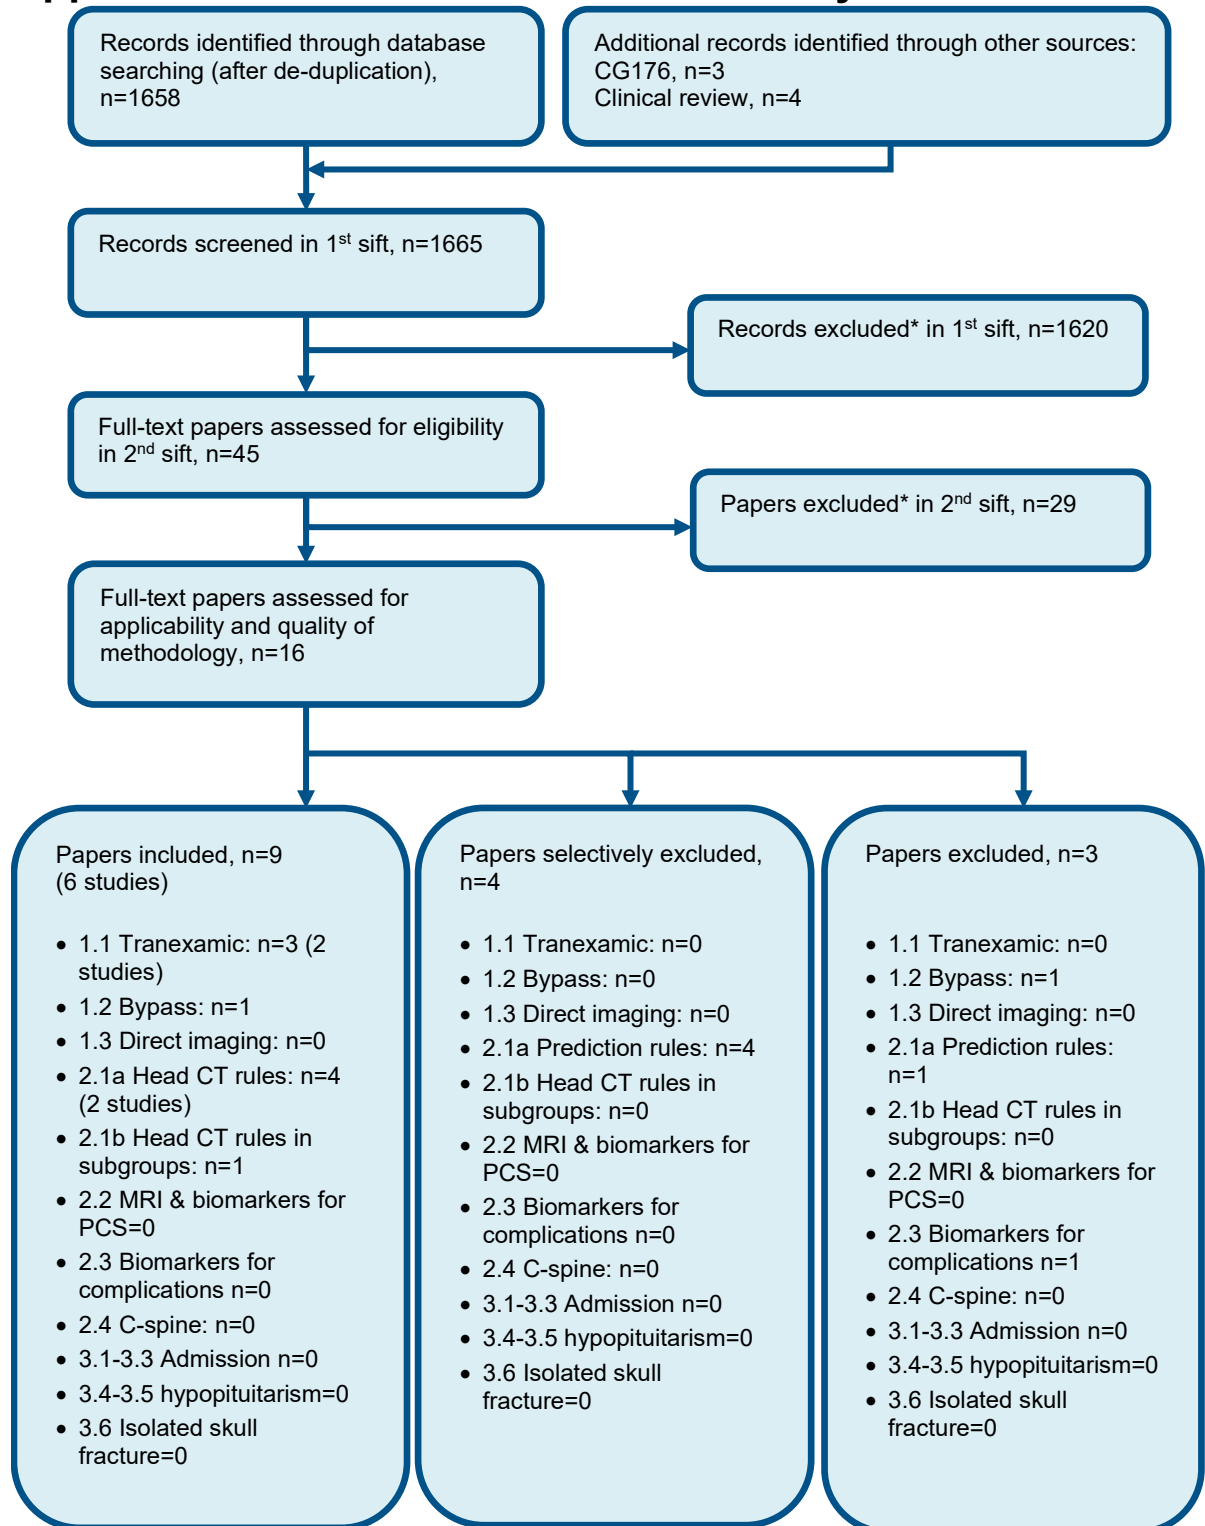 Records identified through database
searching (after de-duplication),
n=1658
Additional records identified through other sources:
CG176, n=3
Clinical review, n=4
Records screened in 1st sift, n=1665
Records excluded* in 1st sift, n=1620
Full-text papers assessed for eligibility
in 2nd sift, n=45
Papers excluded* in 2nd sift, n=29
Full-text papers assessed for
applicability and quality of
methodology, n=16
Papers included, n=9
(6 studies)
• 1.1 Tranexamic: n=3 (2
studies)
• 1.2 Bypass: n=1
• 1.3 Direct imaging: n=0
• 2.1a Head CT rules: n=4
(2 studies)
• 2.1b Head CT rules in
subgroups: n=1
• 2.2 MRI & biomarkers for
PCS=0
• 2.3 Biomarkers for
complications n=0
• 2.4 C-spine: n=0
• 3.1-3.3 Admission n=0
• 3.4-3.5 hypopituitarism=0
• 3.6 Isolated skull
fracture=0
Papers selectively excluded,
n=4
• 1.1 Tranexamic: n=0
• 1.2 Bypass: n=0
• 1.3 Direct imaging: n=0
• 2.1a Prediction rules: n=4
• 2.1b Head CT rules in
subgroups: n=0
• 2.2 MRI & biomarkers for
PCS=0
• 2.3 Biomarkers for
complications n=0
• 2.4 C-spine: n=0
• 3.1-3.3 Admission n=0
• 3.4-3.5 hypopituitarism=0
• 3.6 Isolated skull
fracture=0
Papers excluded, n=3
• 1.1 Tranexamic: n=0
• 1.2 Bypass: n=1
• 1.3 Direct imaging: n=0
• 2.1a Prediction rules:
n=1
• 2.1b Head CT rules in
subgroups: n=0
• 2.2 MRI & biomarkers for
PCS=0
• 2.3 Biomarkers for
complications n=1
• 2.4 C-spine: n=0
• 3.1-3.3 Admission n=0
• 3.4-3.5 hypopituitarism=0
• 3.6 Isolated skull
fracture=0